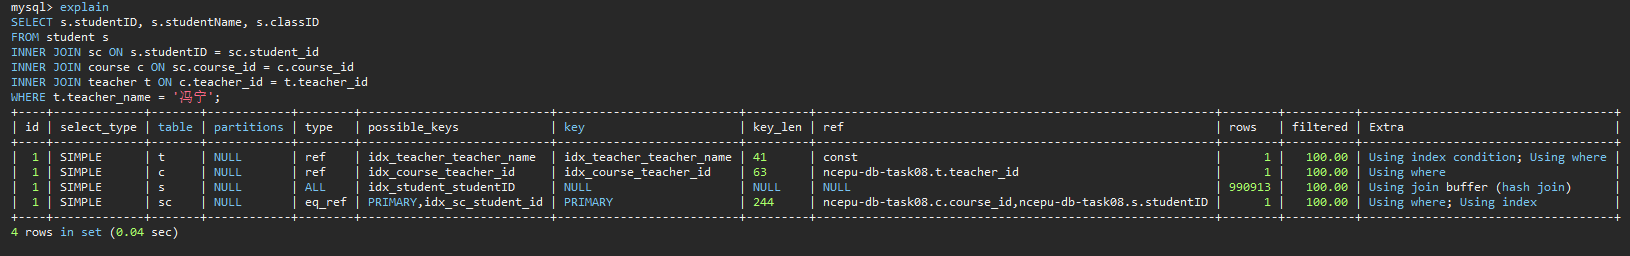 mysql> explain
SELECT s.studentID, s.studentName, s.classID
FROM student s
INNER JOIN sc ON s.studentID = sc.student_id
INNER JOIN course c ON sc.course_id = c.course_id
INNER JOIN teacher t ON c.teacher_id = t.teacher_id
WHERE t.teacher_name = '冯宁';
+----+-------------+-------+------------+--------+--------------------------+--------------------------+---------+---------------------------------------------------------+--------+----------+------------------------------------+
| id | select_type | table | partitions | type   | possible_keys            | key                      | key_len | ref                                                     | rows   | filtered | Extra                              |
+----+-------------+-------+------------+--------+--------------------------+--------------------------+---------+---------------------------------------------------------+--------+----------+------------------------------------+
|  1 | SIMPLE      | t     | NULL       | ref    | idx_teacher_teacher_name | idx_teacher_teacher_name | 41      | const                                                   |      1 |   100.00 | Using index condition; Using where |
|  1 | SIMPLE      | c     | NULL       | ref    | idx_course_teacher_id    | idx_course_teacher_id    | 63      | ncepu-db-task08.t.teacher_id                            |      1 |   100.00 | Using where                        |
|  1 | SIMPLE      | s     | NULL       | ALL    | idx_student_studentID    | NULL                     | NULL    | NULL                                                    | 990913 |   100.00 | Using join buffer (hash join)      |
|  1 | SIMPLE      | sc    | NULL       | eq_ref | PRIMARY,idx_sc_student_id | PRIMARY                  | 244     | ncepu-db-task08.c.course_id,ncepu-db-task08.s.studentID |      1 |   100.00 | Using where; Using index           |
+----+-------------+-------+------------+--------+--------------------------+--------------------------+---------+---------------------------------------------------------+--------+----------+------------------------------------+
4 rows in set (0.04 sec)